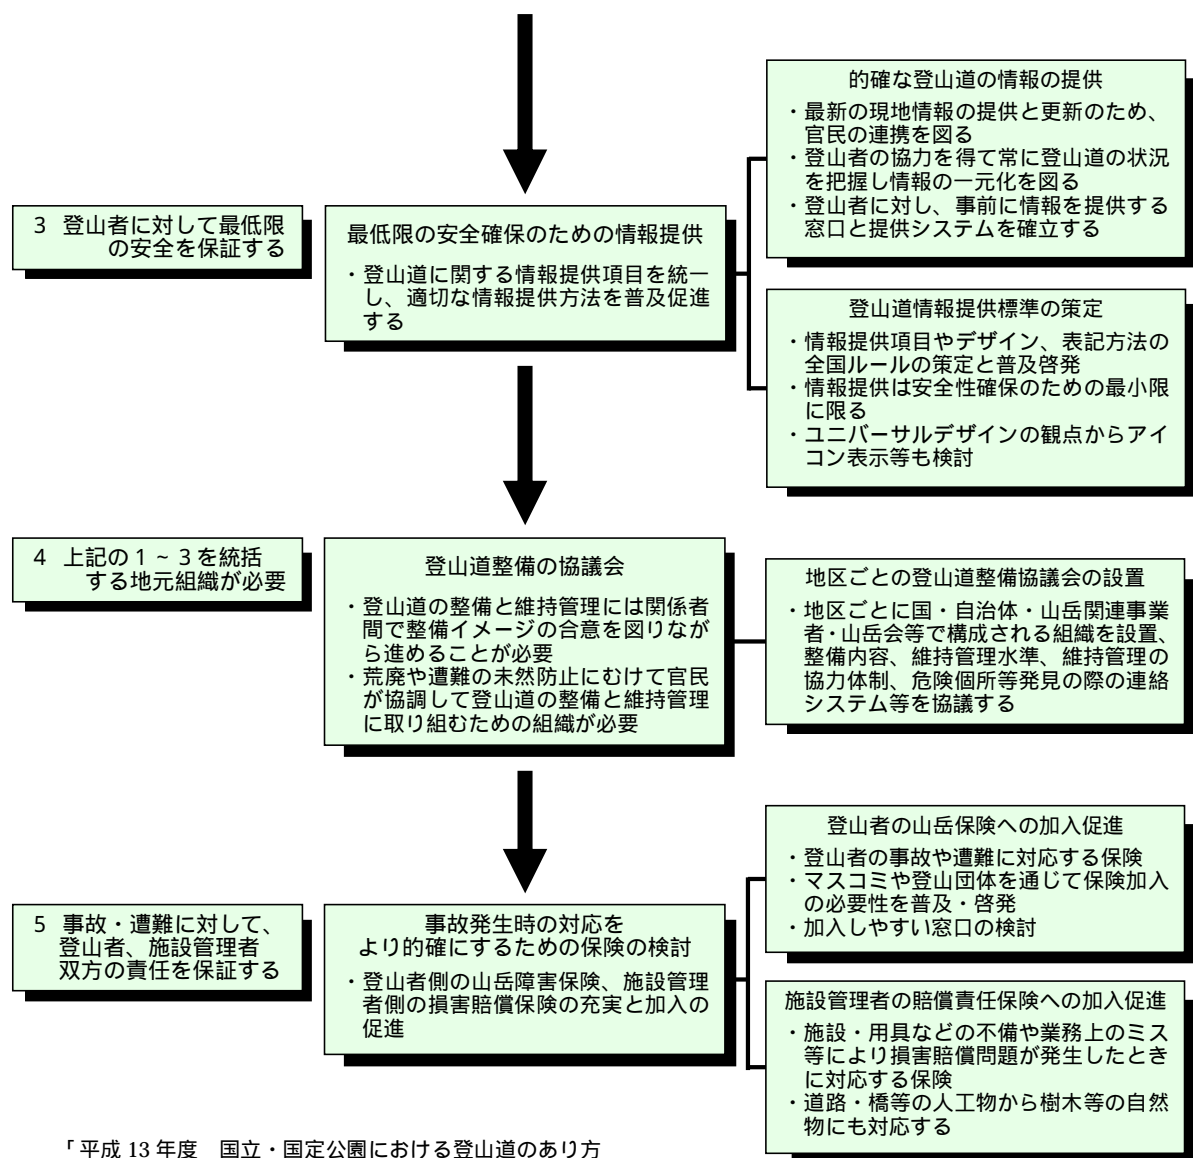 3 登山者に対して最低限
の安全を保証する
最低限の安全確保のための情報提供
・登山道に関する情報提供項目を統一
し、適切な情報提供方法を普及促進
する
的確な登山道の情報の提供
・最新の現地情報の提供と更新のため、
官民の連携を図る
・登山者の協力を得て常に登山道の状況
を把握し情報の一元化を図る
・登山者に対し、事前に情報を提供する
窓口と提供システムを確立する
登山道情報提供標準の策定
・情報提供項目やデザイン、表記方法の
全国ルールの策定と普及啓発
・情報提供は安全性確保のための最小限
に限る
・ユニバーサルデザインの観点からアイ
コン表示等も検討
4 上記の1~3を統括
する地元組織が必要
登山道整備の協議会
・登山道の整備と維持管理には関係者
間で整備イメージの合意を図りなが
ら進めることが必要
・荒廃や遭難の未然防止にむけて官民
が協調して登山道の整備と維持管理
に取り組むための組織が必要
地区ごとの登山道整備協議会の設置
・地区ごとに国・自治体・山岳関連事業
者・山岳会等で構成される組織を設置、
整備内容、維持管理水準、維持管理の
協力体制、危険個所等発見の際の連絡
システム等を協議する
5 事故・遭難に対して、
登山者、施設管理者
双方の責任を保証する
事故発生時の対応を
より的確にするための保険の検討
・登山者側の山岳障害保険、施設管理
者側の損害賠償保険の充実と加入の
促進
登山者の山岳保険への加入促進
・登山者の事故や遭難に対応する保険
・マスコミや登山団体を通じて保険加入
の必要性を普及・啓発
・加入しやすい窓口の検討
施設管理者の賠償責任保険への加入促進
・施設・用具などの不備や業務上のミス
等により損害賠償問題が発生したとき
に対応する保険
・道路・橋等の人工物から樹木等の自然
物にも対応する
「平成 13 年度 国立・国定公園における登山道のあり方